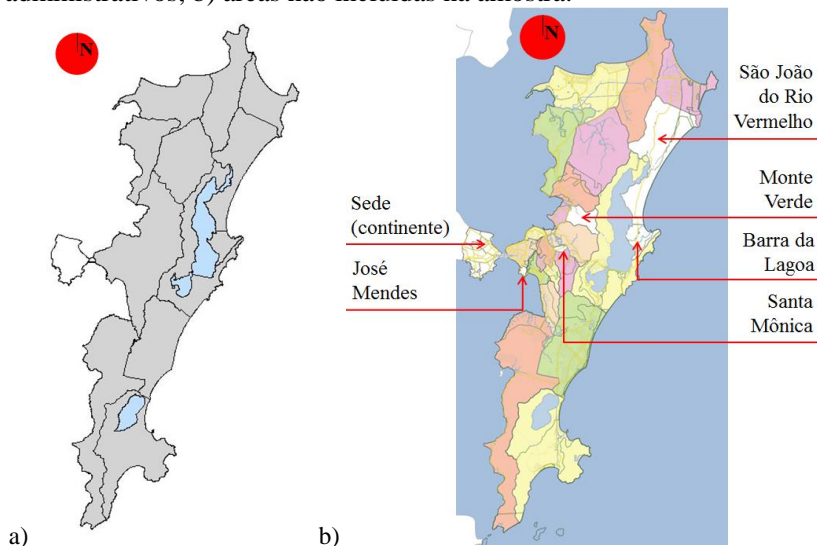 administrativos; b) áreas não incluídas na amostra.
N
N
São João
do Rio
Vermelho
Monte
Verde
Sede
(continente)
Barra da
Lagoa
José
Mendes
Santa
Mônica
a)
b)